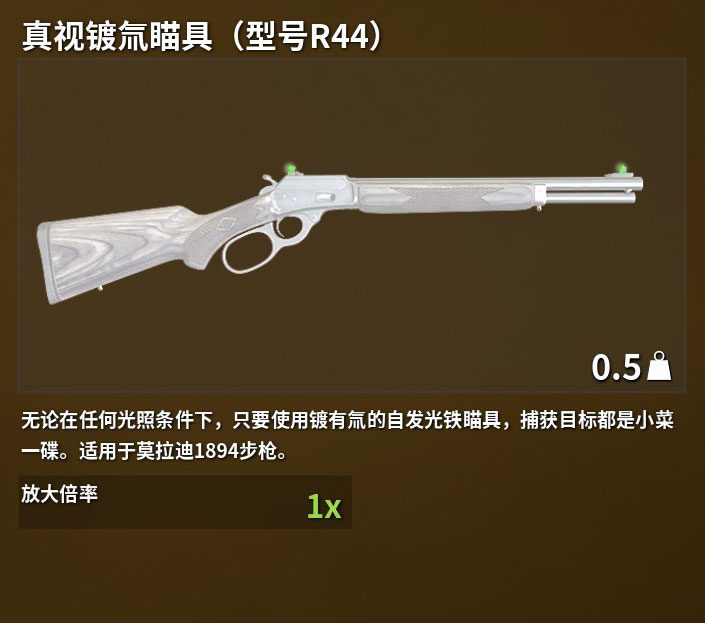 真视镀氚瞄具（型号R44）
0.5
无论在任何光照条件下，只要使用镀有氚的自发光铁瞄具，捕获目标都是小菜
一碟。适用于莫拉迪1894步枪。
放大倍率
1x